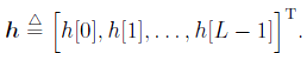 h ≜ [h[0], h[1], . . . , h[L − 1]]ᵀ.